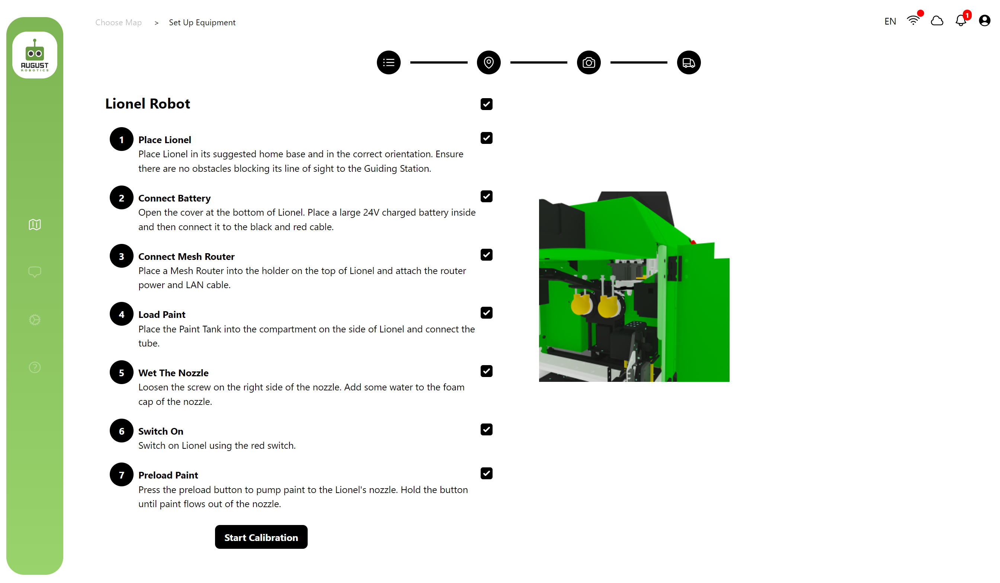 Choose Map > Set Up Equipment
EN
1
AUGUST
ROBOTICS
Lionel Robot
1 Place Lionel
Place Lionel in its suggested home base and in the correct orientation. Ensure
there are no obstacles blocking its line of sight to the Guiding Station.
2 Connect Battery
Open the cover at the bottom of Lionel. Place a large 24V charged battery inside
and then connect it to the black and red cable.
3 Connect Mesh Router
Place a Mesh Router into the holder on the top of Lionel and attach the router
power and LAN cable.
4 Load Paint
Place the Paint Tank into the compartment on the side of Lionel and connect the
tube.
5 Wet The Nozzle
Loosen the screw on the right side of the nozzle. Add some water to the foam
cap of the nozzle.
6 Switch On
Switch on Lionel using the red switch.
7 Preload Paint
Press the preload button to pump paint to the Lionel's nozzle. Hold the button
until paint flows out of the nozzle.
Start Calibration